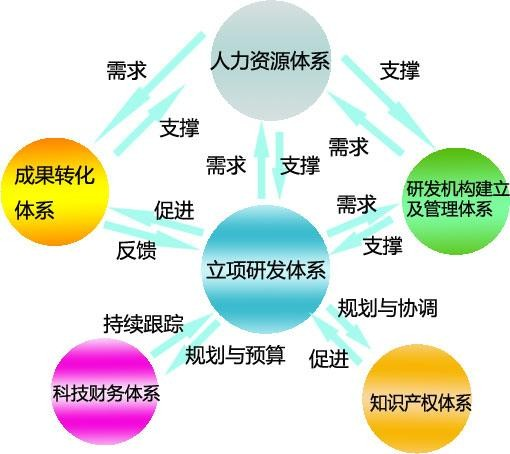 人力资源体系
需求
支撑
支撑
需求
需求
支撑
成果转化
体系
研发机构建立
及管理体系
促进
需求
反馈
支撑
立项研发体系
规划与协调
持续跟踪
规划与预算
促进
科技财务体系
知识产权体系